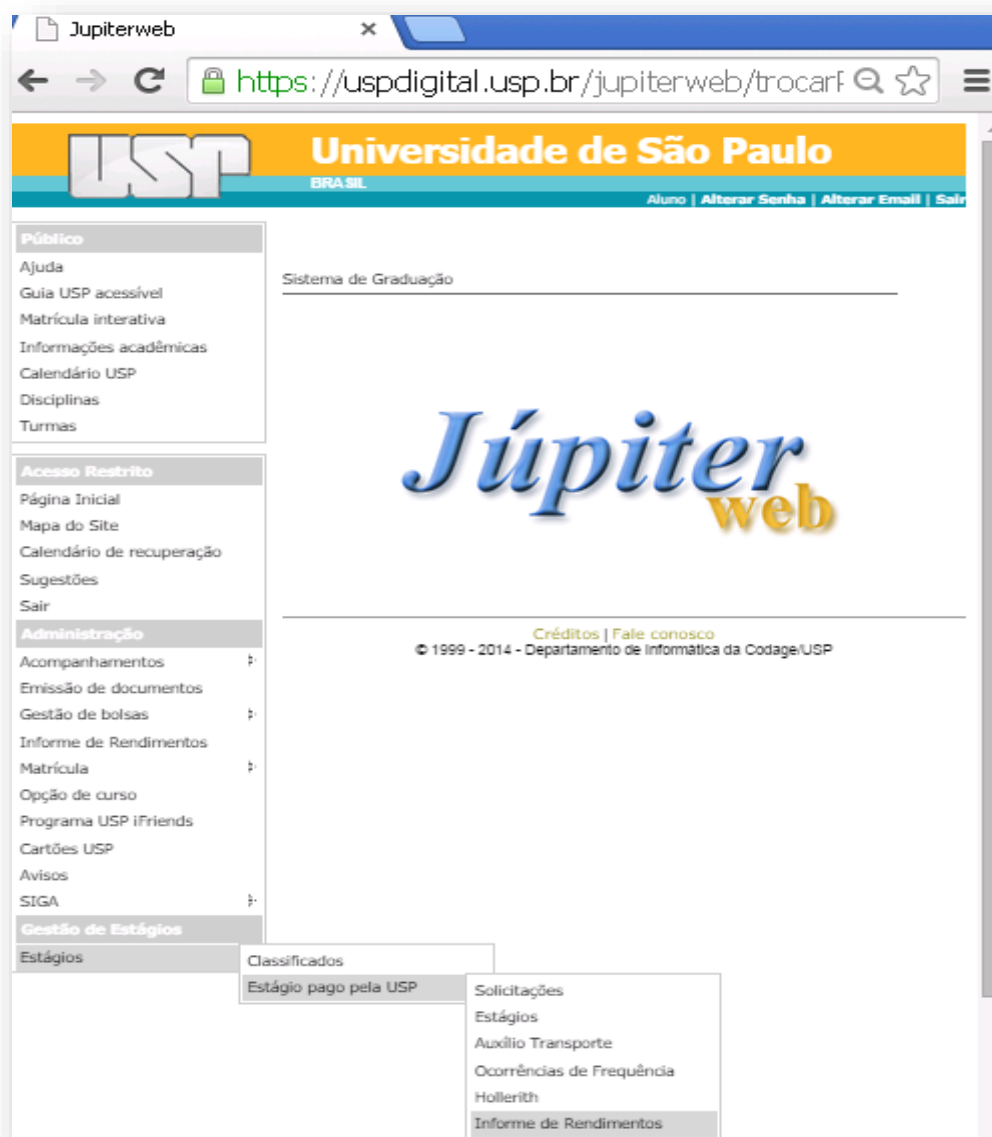 Jupiterweb
https://uspdigital.usp.br/jupiterweb/trocarF
USP
Universidade de São Paulo
BRASIL
Aluno | Alterar Senha | Alterar Email | Sair
Público
Ajuda
Guia USP acessível
Matrícula interativa
Informações acadêmicas
Calendário USP
Disciplinas
Turmas
Sistema de Graduação
Júpiter
web
Acesso Restrito
Página Inicial
Mapa do Site
Calendário de recuperação
Sugestões
Sair
Créditos | Fale conosco
© 1999 - 2014 - Departamento de Informática da Codage/USP
Administração
Acompanhamentos
Emissão de documentos
Gestão de bolsas
Informe de Rendimentos
Matrícula
Opção de curso
Programa USP iFriends
Cartões USP
Avisos
SIGA
Gestão de Estágios
Estágios
Classificados
Estágio pago pela USP
Solicitações
Estágios
Auxílio Transporte
Ocorrências de Frequência
Hollerith
Informe de Rendimentos